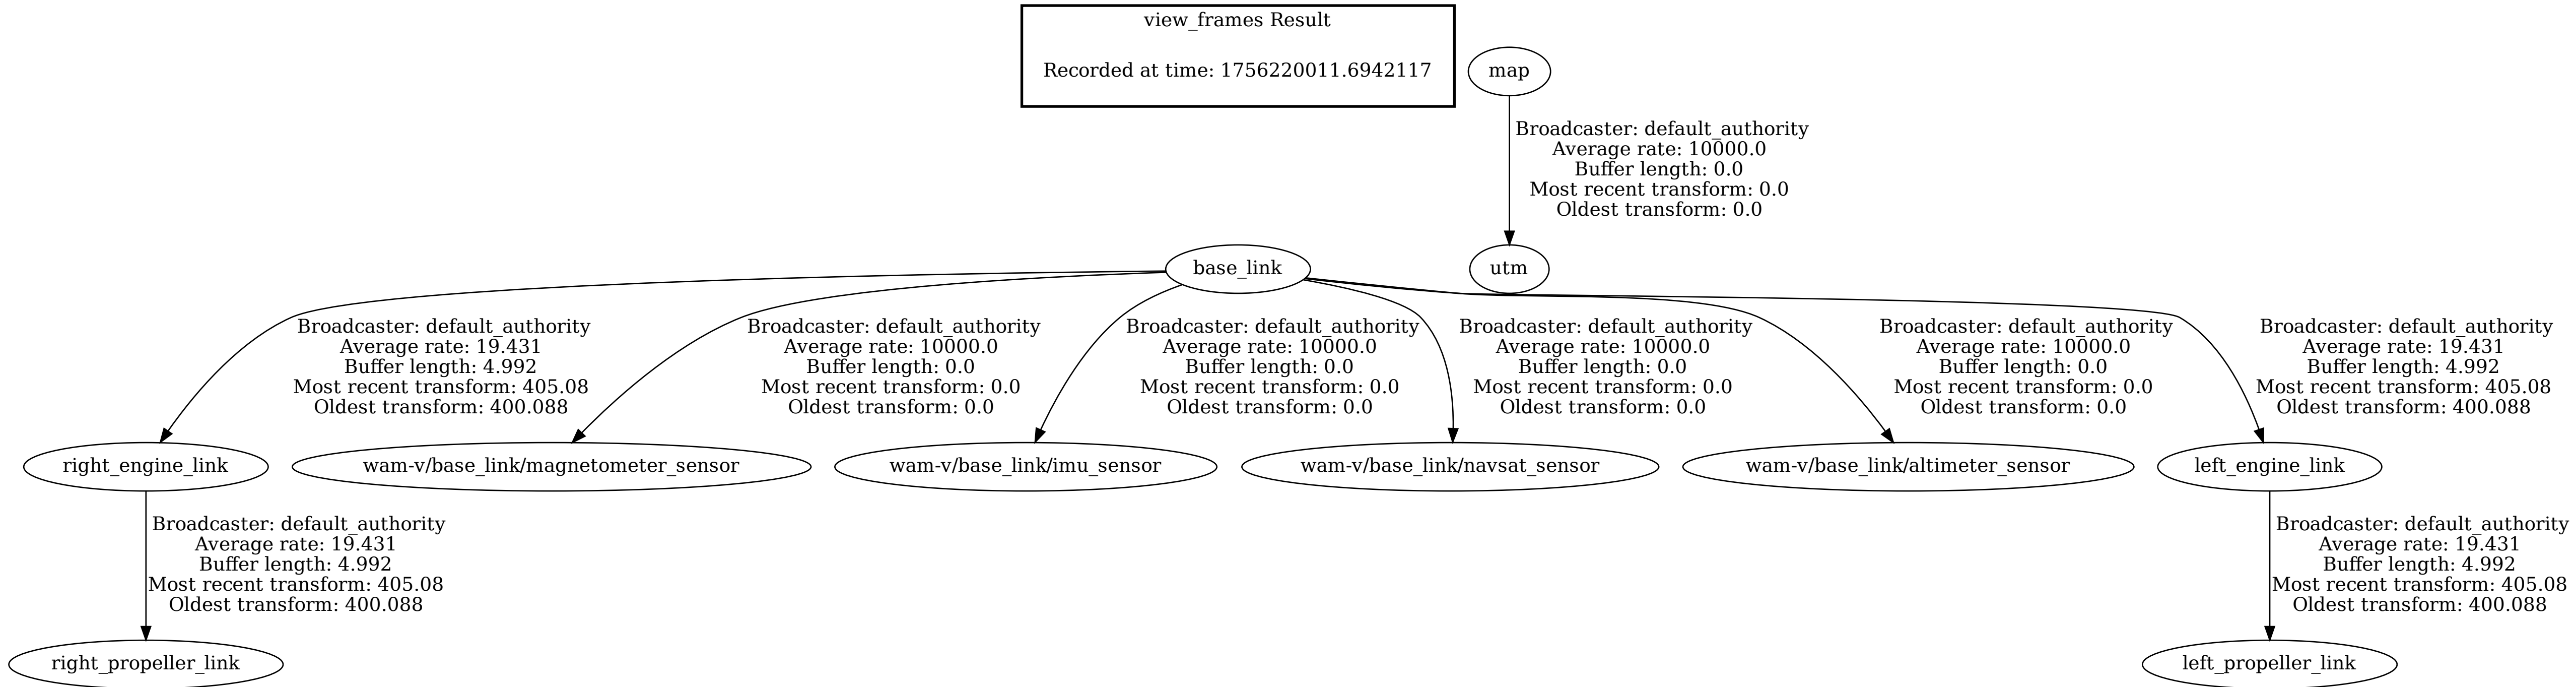 view_frames Result
Recorded at time: 1756220011.6942117
map
Broadcaster: default_authority
Average rate: 10000.0
Buffer length: 0.0
Most recent transform: 0.0
Oldest transform: 0.0
base_link
utm
Broadcaster: default_authority
Average rate: 19.431
Buffer length: 4.992
Most recent transform: 405.08
Oldest transform: 400.088
Broadcaster: default_authority
Average rate: 10000.0
Buffer length: 0.0
Most recent transform: 0.0
Oldest transform: 0.0
Broadcaster: default_authority
Average rate: 10000.0
Buffer length: 0.0
Most recent transform: 0.0
Oldest transform: 0.0
Broadcaster: default_authority
Average rate: 10000.0
Buffer length: 0.0
Most recent transform: 0.0
Oldest transform: 0.0
Broadcaster: default_authority
Average rate: 10000.0
Buffer length: 0.0
Most recent transform: 0.0
Oldest transform: 0.0
Broadcaster: default_authority
Average rate: 19.431
Buffer length: 4.992
Most recent transform: 405.08
Oldest transform: 400.088
right_engine_link
wam-v/base_link/magnetometer_sensor
wam-v/base_link/imu_sensor
wam-v/base_link/navsat_sensor
wam-v/base_link/altimeter_sensor
left_engine_link
Broadcaster: default_authority
Average rate: 19.431
Buffer length: 4.992
Most recent transform: 405.08
Oldest transform: 400.088
Broadcaster: default_authority
Average rate: 19.431
Buffer length: 4.992
Most recent transform: 405.08
Oldest transform: 400.088
right_propeller_link
left_propeller_link